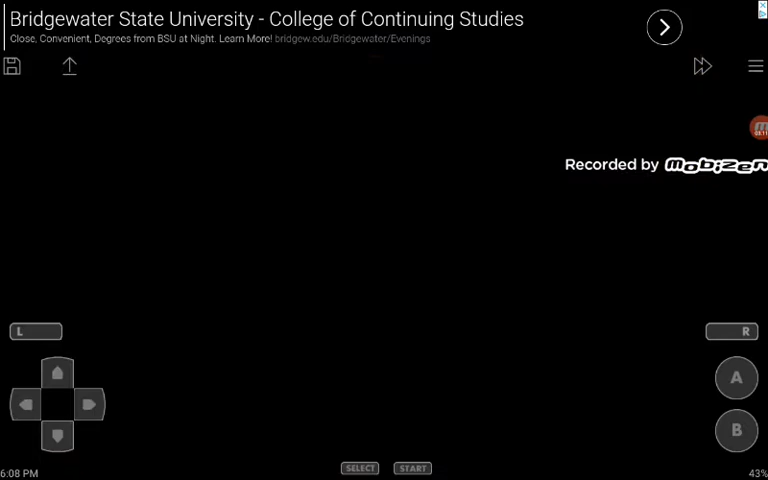 Bridgewater State University - College of Continuing Studies
Close, Convenient, Degrees from BSU at Night. Learn More! bridgew.edu/Bridgewater/Evenings
Recorded by mobizen
L
R
A
B
SELECT START
6:08 PM
43%